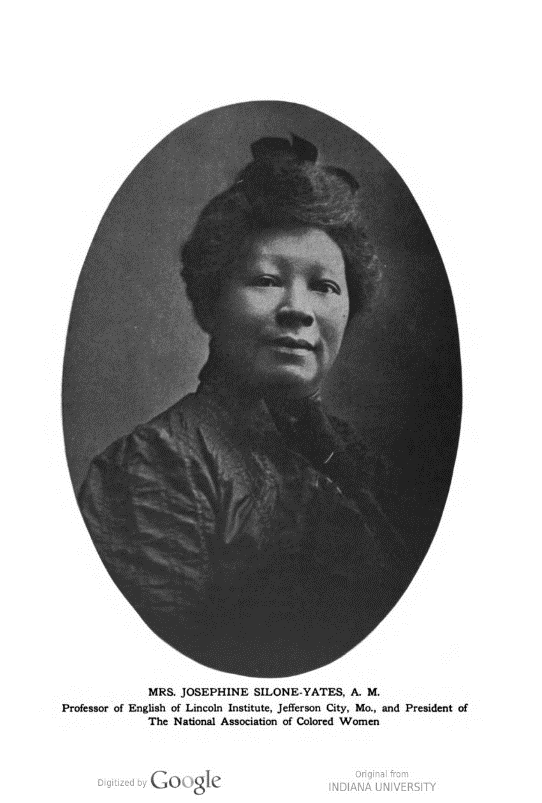 MRS. JOSEPHINE SILONE-YATES, A. M.
Professor of English of Lincoln Institute, Jefferson City, Mo., and President of
The National Association of Colored Women
Digitized by Google
Original from
INDIANA UNIVERSITY